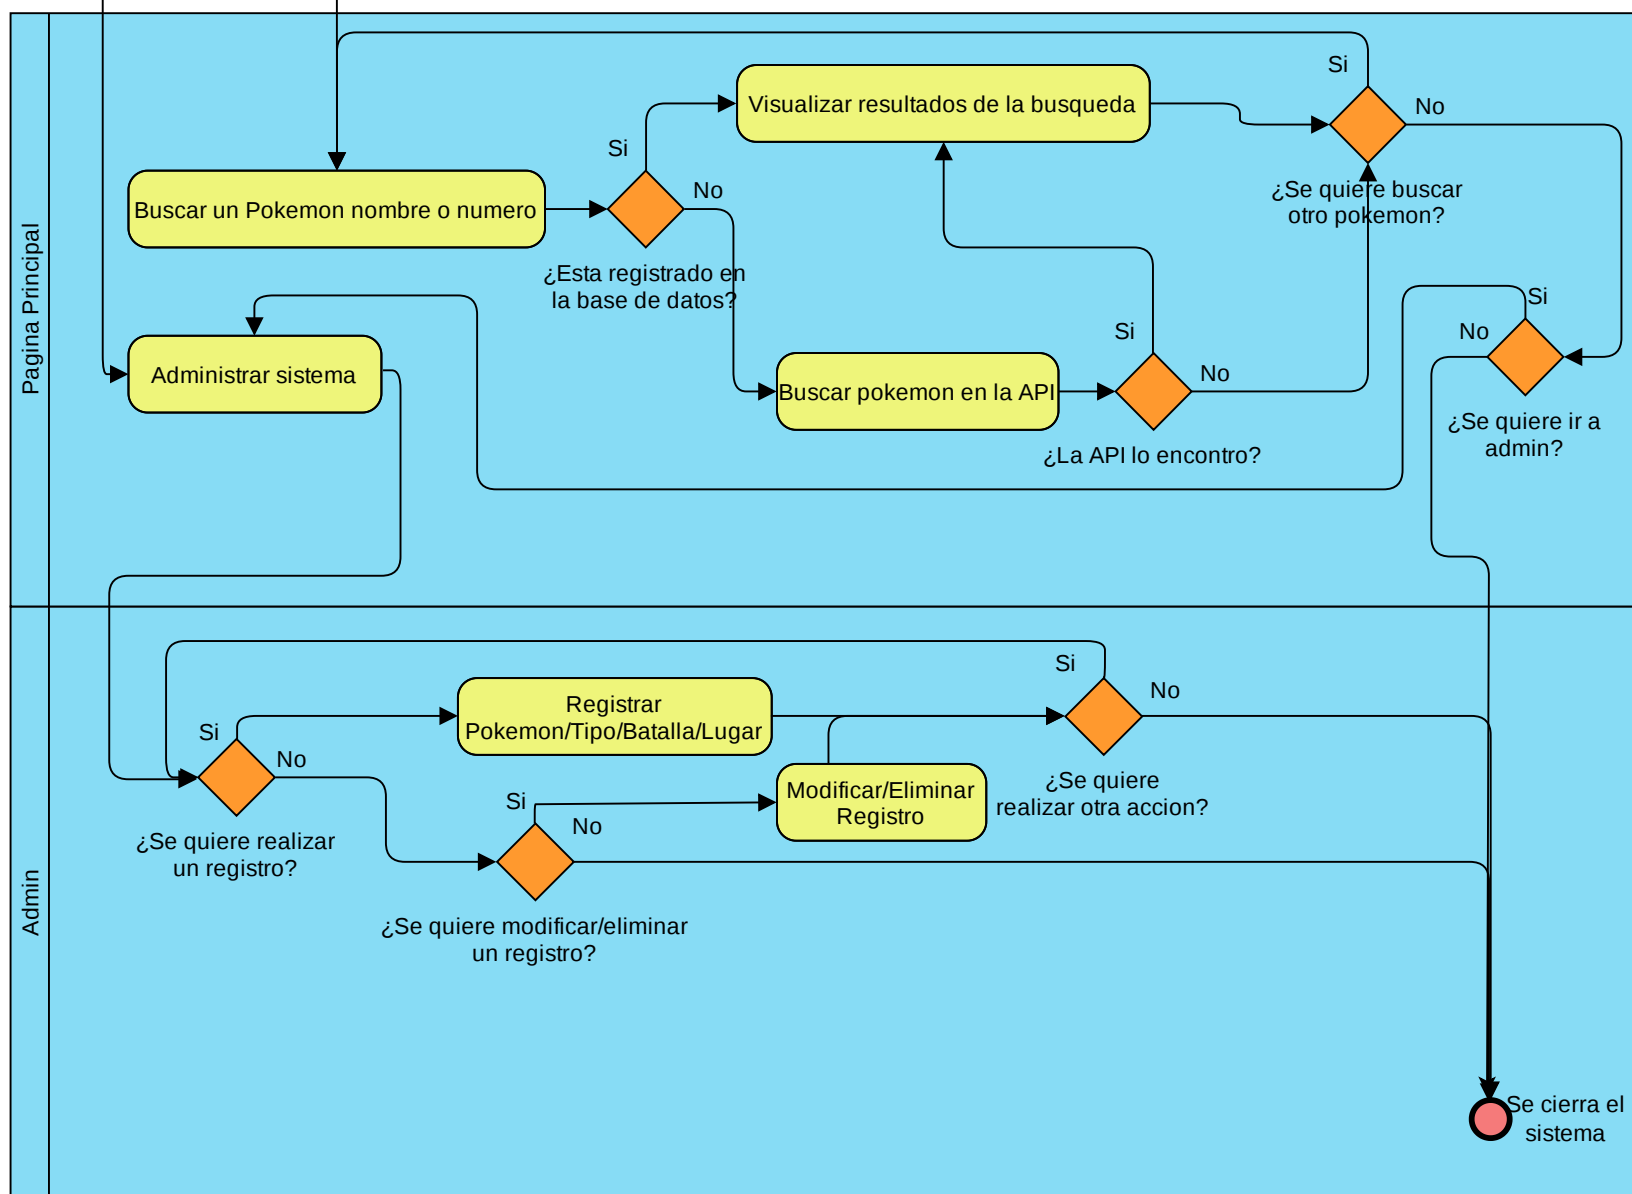 Pagina Principal
Si
Visualizar resultados de la busqueda
No
Si
No
¿Se quiere buscar
otro pokemon?
Buscar un Pokemon nombre o numero
¿Esta registrado en
la base de datos?
Si
No
Si
No
Administrar sistema
Buscar pokemon en la API
¿La API lo encontro?
¿Se quiere ir a
admin?
Admin
Si
No
Registrar
Pokemon/Tipo/Batalla/Lugar
Si
No
¿Se quiere
realizar otra accion?
Modificar/Eliminar
Registro
Si
No
¿Se quiere realizar
un registro?
¿Se quiere modificar/eliminar
un registro?
Se cierra el
sistema